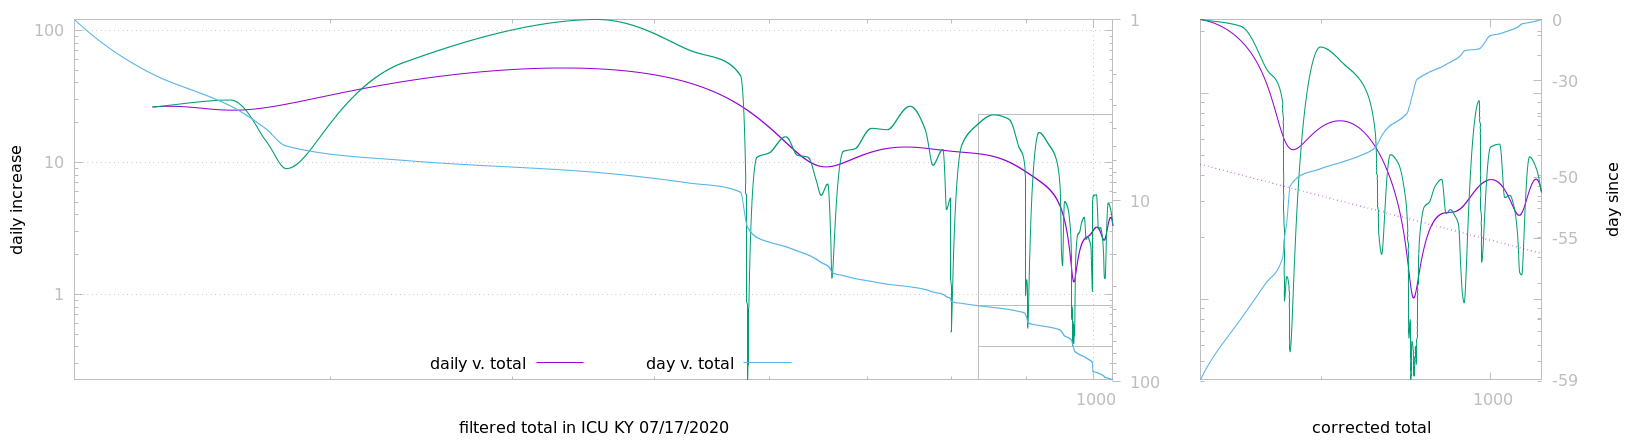 100
10
1
daily increase
daily v. total
day v. total
1
10
100
1000
filtered total in ICU KY 07/17/2020
0
-30
-50
-55
-59
day since
1000
corrected total